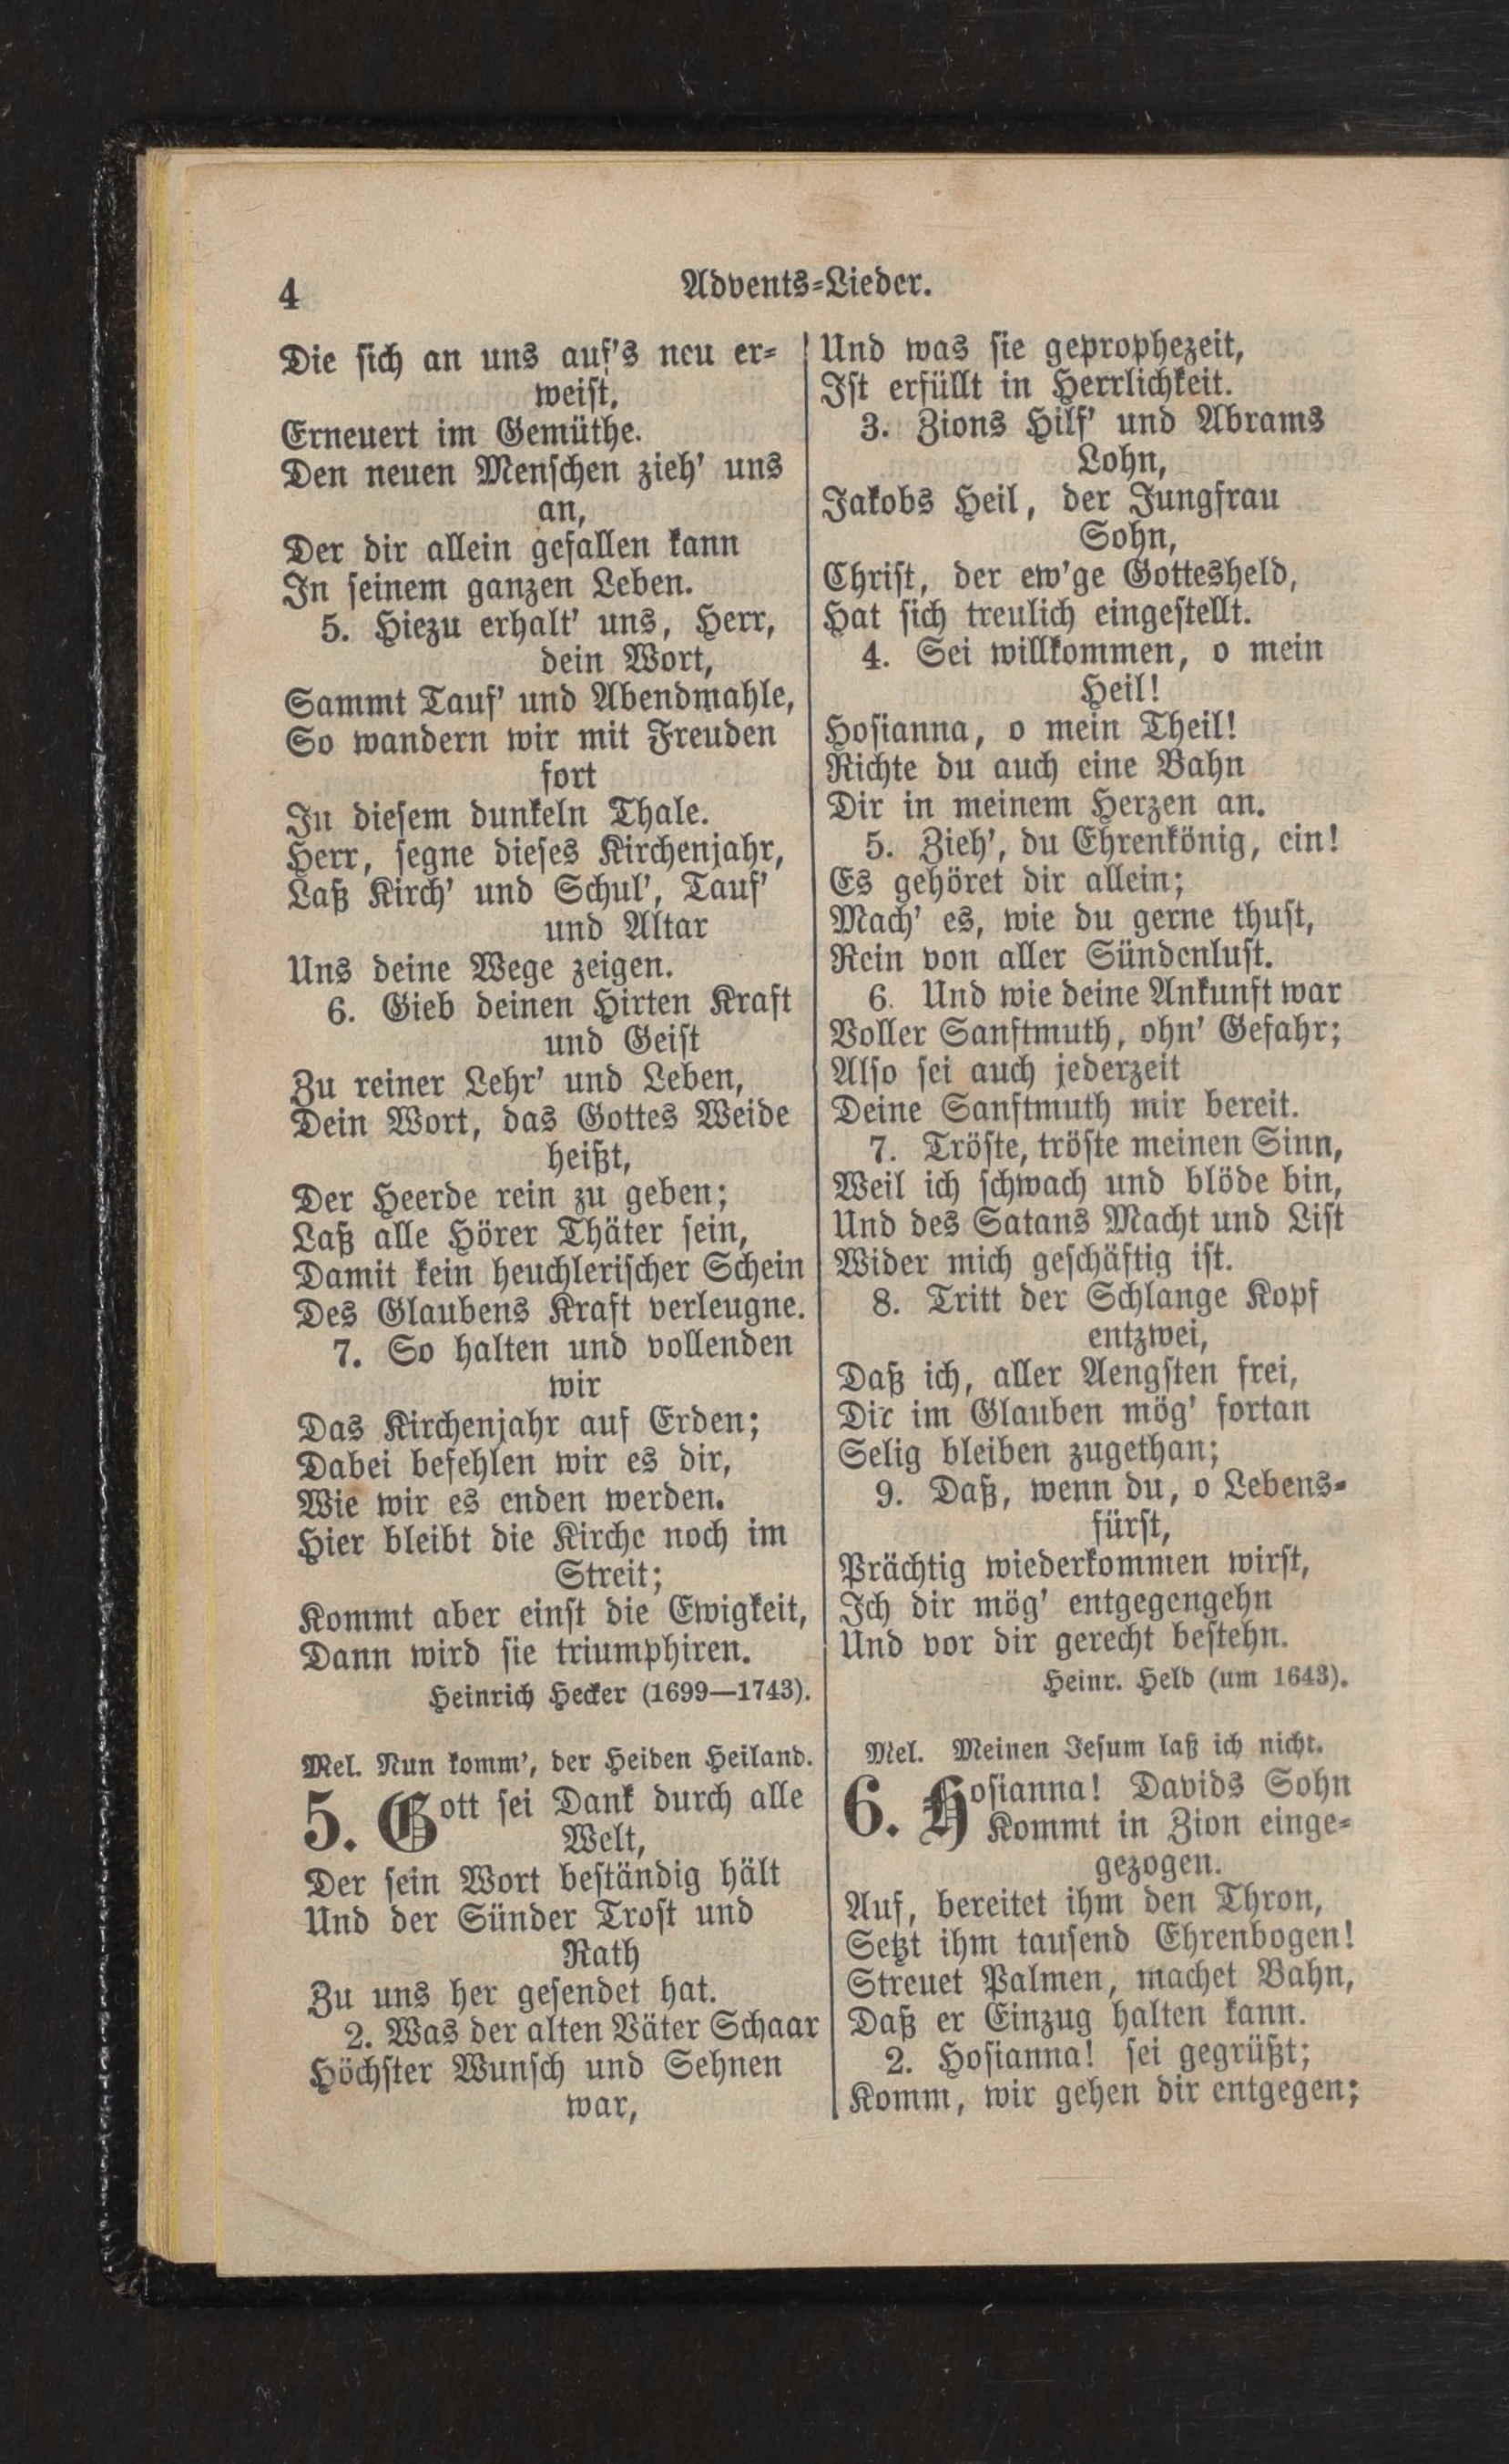 4
Advents-Lieder.
Die sich an uns auf's neu er-
weist,
Erneuert im Gemüthe.
Den neuen Menschen zieh' uns
an,
Der dir allein gefallen kann
In seinem ganzen Leben.
5. Hiezu erhalt' uns, Herr,
dein Wort,
Sammt Tauf' und Abendmahle,
So wandern wir mit Freuden
fort
In diesem dunkeln Thale.
Herr, segne dieses Kirchenjahr,
Laß Kirch' und Schul', Tauf'
und Altar
Uns deine Wege zeigen.
6. Gieb deinen Hirten Kraft
und Geist
Zu reiner Lehr' und Leben,
Dein Wort, das Gottes Weide
heißt,
Der Heerde rein zu geben;
Laß alle Hörer Thäter sein,
Damit kein heuchlerischer Schein
Des Glaubens Kraft verleugne.
7. So halten und vollenden
wir
Das Kirchenjahr auf Erden;
Dabei befehlen wir es dir,
Wie wir es enden werden.
Hier bleibt die Kirche noch im
Streit;
Kommt aber einst die Ewigkeit,
Dann wird sie triumphiren.
Heinrich Hecker (1699—1743).
Mel. Nun komm', der Heiden Heiland.
5. Gott sei Dank durch alle
Welt,
Der sein Wort beständig hält
Und der Sünder Trost und
Rath
Zu uns her gesendet hat.
2. Was der alten Väter Schaar
Höchster Wunsch und Sehnen
war,
Und was sie geprophezeit,
Ist erfüllt in Herrlichkeit.
3. Zions Hilf' und Abrams
Lohn,
Jakobs Heil, der Jungfrau
Sohn,
Christ, der ew'ge Gottesheld,
Hat sich treulich eingestellt.
4. Sei willkommen, o mein
Heil!
Hosianna, o mein Theil!
Richte du auch eine Bahn
Dir in meinem Herzen an.
5. Zieh', du Ehrenkönig, ein!
Es gehöret dir allein;
Mach' es, wie du gerne thust,
Rein von aller Sündenlust.
6. Und wie deine Ankunft war
Voller Sanftmuth, ohn' Gefahr;
Also sei auch jederzeit
Deine Sanftmuth mir bereit.
7. Tröste, tröste meinen Sinn,
Weil ich schwach und blöde bin,
Und des Satans Macht und List
Wider mich geschäftig ist.
8. Tritt der Schlange Kopf
entzwei,
Daß ich, aller Aengsten frei,
Dir im Glauben mög' fortan
Selig bleiben zugethan;
9. Daß, wenn du, o Lebens-
fürst,
Prächtig wiederkommen wirst,
Ich dir mög' entgegengehn
Und vor dir gerecht bestehn.
Heinr. Held (um 1643).
Mel. Meinen Jesum laß ich nicht.
6. Hosianna! Davids Sohn
Kommt in Zion einge-
gezogen.
Auf, bereitet ihm den Thron,
Setzt ihm tausend Ehrenbogen!
Streuet Palmen, machet Bahn,
Daß er Einzug halten kann.
2. Hosianna! sei gegrüßt;
Komm, wir gehen dir entgegen;